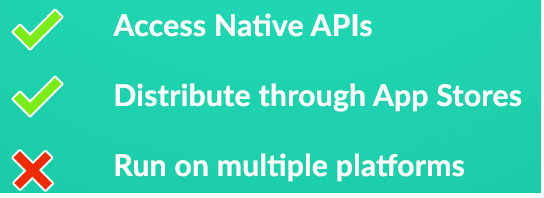 Access Native APIs
Distribute through App Stores
Run on multiple platforms